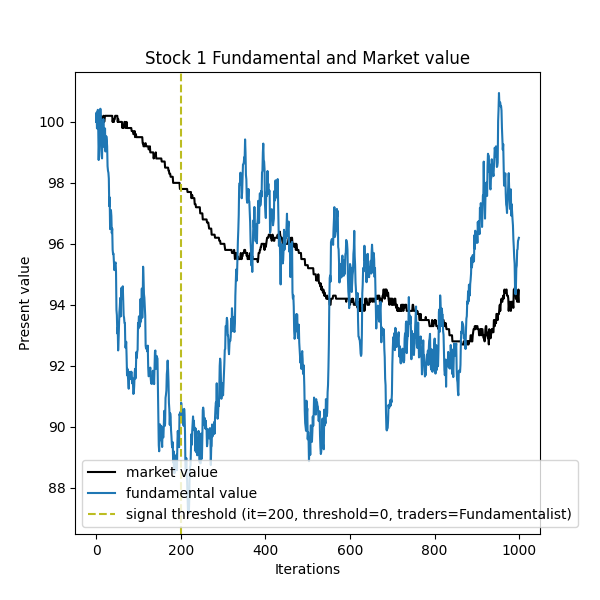 Stock 1 Fundamental and Market value
Present value
100
98
96
94
92
90
88
market value
fundamental value
signal threshold (it=200, threshold=0, traders=Fundamentalist)
0
200
400
600
800
1000
Iterations